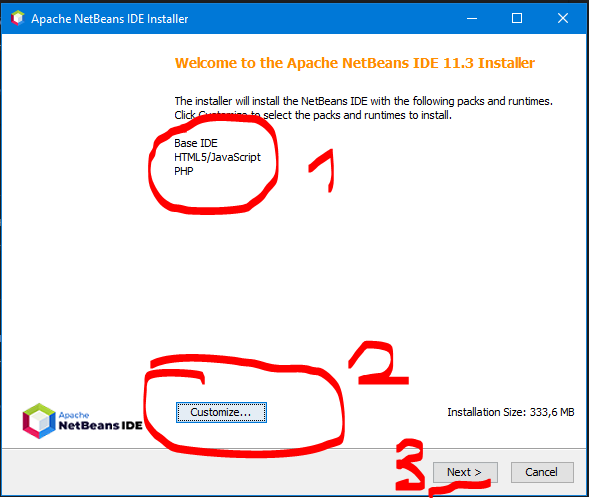 Apache NetBeans IDE Installer
Welcome to the Apache NetBeans IDE 11.3 Installer
The installer will install the NetBeans IDE with the following packs and runtimes.
Click Customize to select the packs and runtimes to install.
Base IDE
HTML5/JavaScript
PHP
1
2
Customize...
Apache
NetBeans IDE
Installation Size: 333,6 MB
3
Next >
Cancel